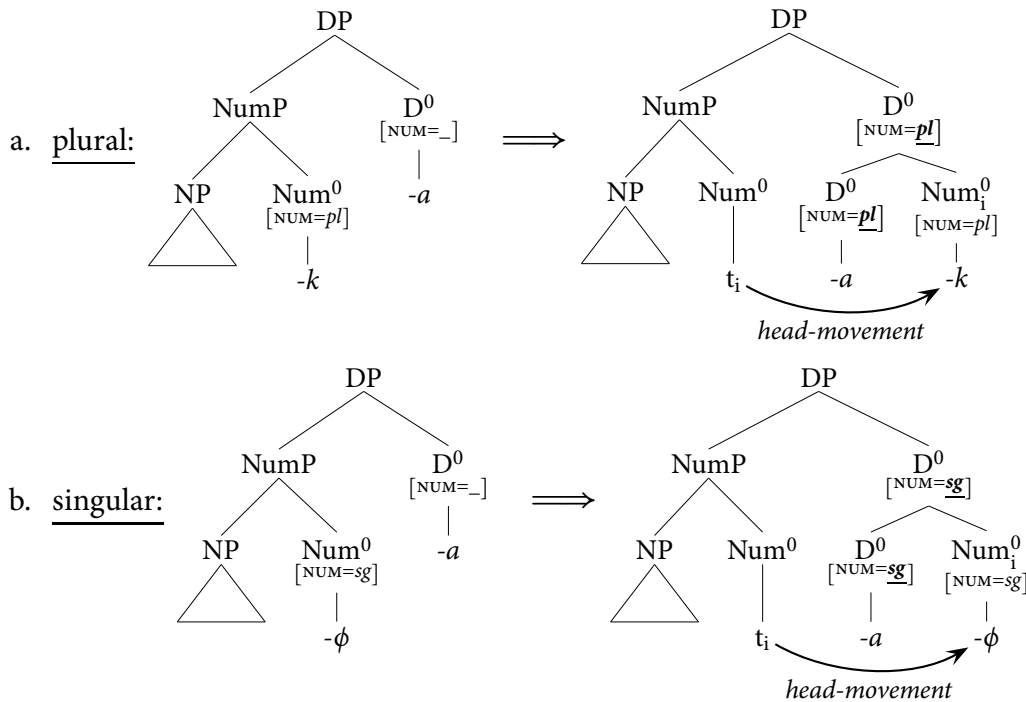 DP DP
NumP D⁰ NumP D⁰
[NUM=_] [NUM=pl]
a. plural: ⟹
NP Num⁰ -a NP Num⁰ D⁰ Num⁰ᵢ
[NUM=pl] [NUM=pl] [NUM=pl]
-k tᵢ -a -k
head-movement
DP DP
NumP D⁰ NumP D⁰
[NUM=_] [NUM=sg]
b. singular: ⟹
NP Num⁰ -a NP Num⁰ D⁰ Num⁰ᵢ
[NUM=sg] [NUM=sg] [NUM=sg]
-ϕ tᵢ -a -ϕ
head-movement